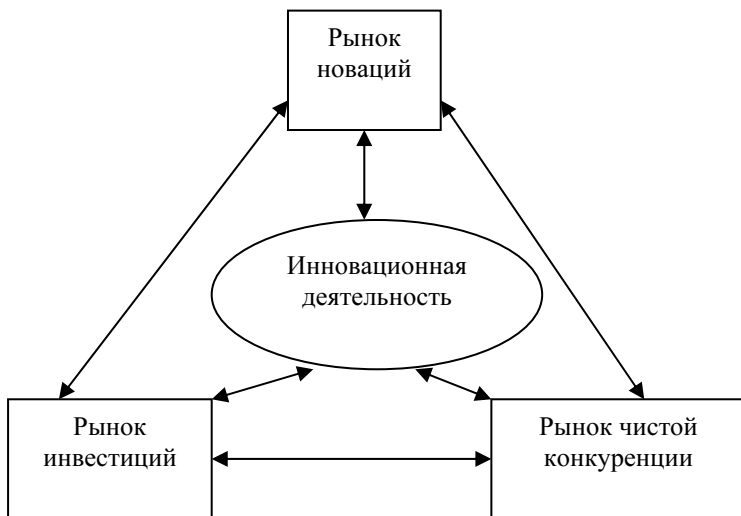 Рынок
новаций
Инновационная
деятельность
Рынок
инвестиций
Рынок чистой
конкуренции